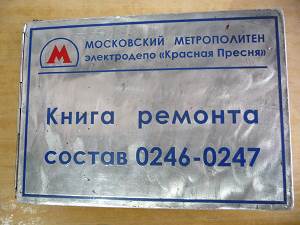 М
МОСКОВСКИЙ МЕТРОПОЛИТЕН
электродепо «Красная Пресня»
Книга ремонта
состав 0246-0247